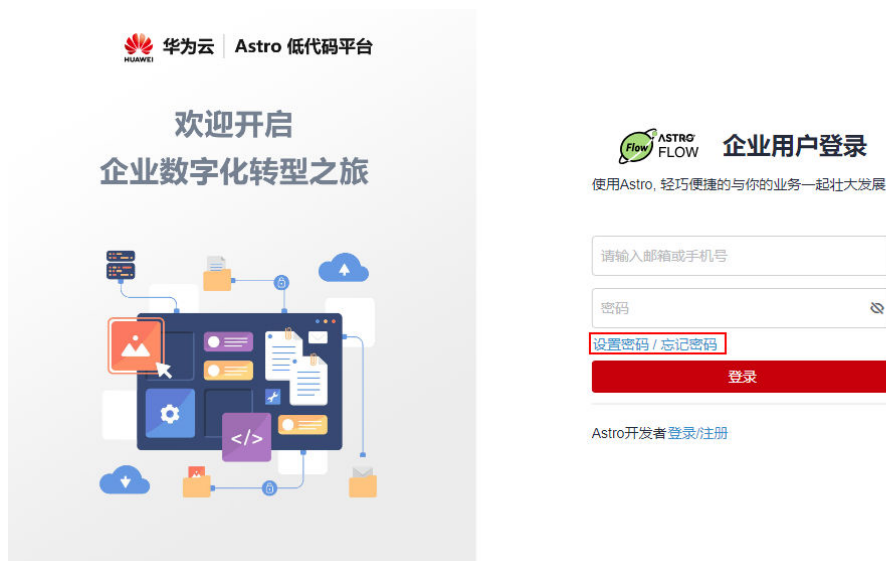 HUAWEI
华为云
Astro 低代码平台
欢迎开启
企业数字化转型之旅
</>
Flow
ASTRO
FLOW
企业用户登录
使用Astro, 轻巧便捷的与你的业务一起壮大发展
请输入邮箱或手机号
密码
设置密码 / 忘记密码
登录
Astro开发者登录/注册